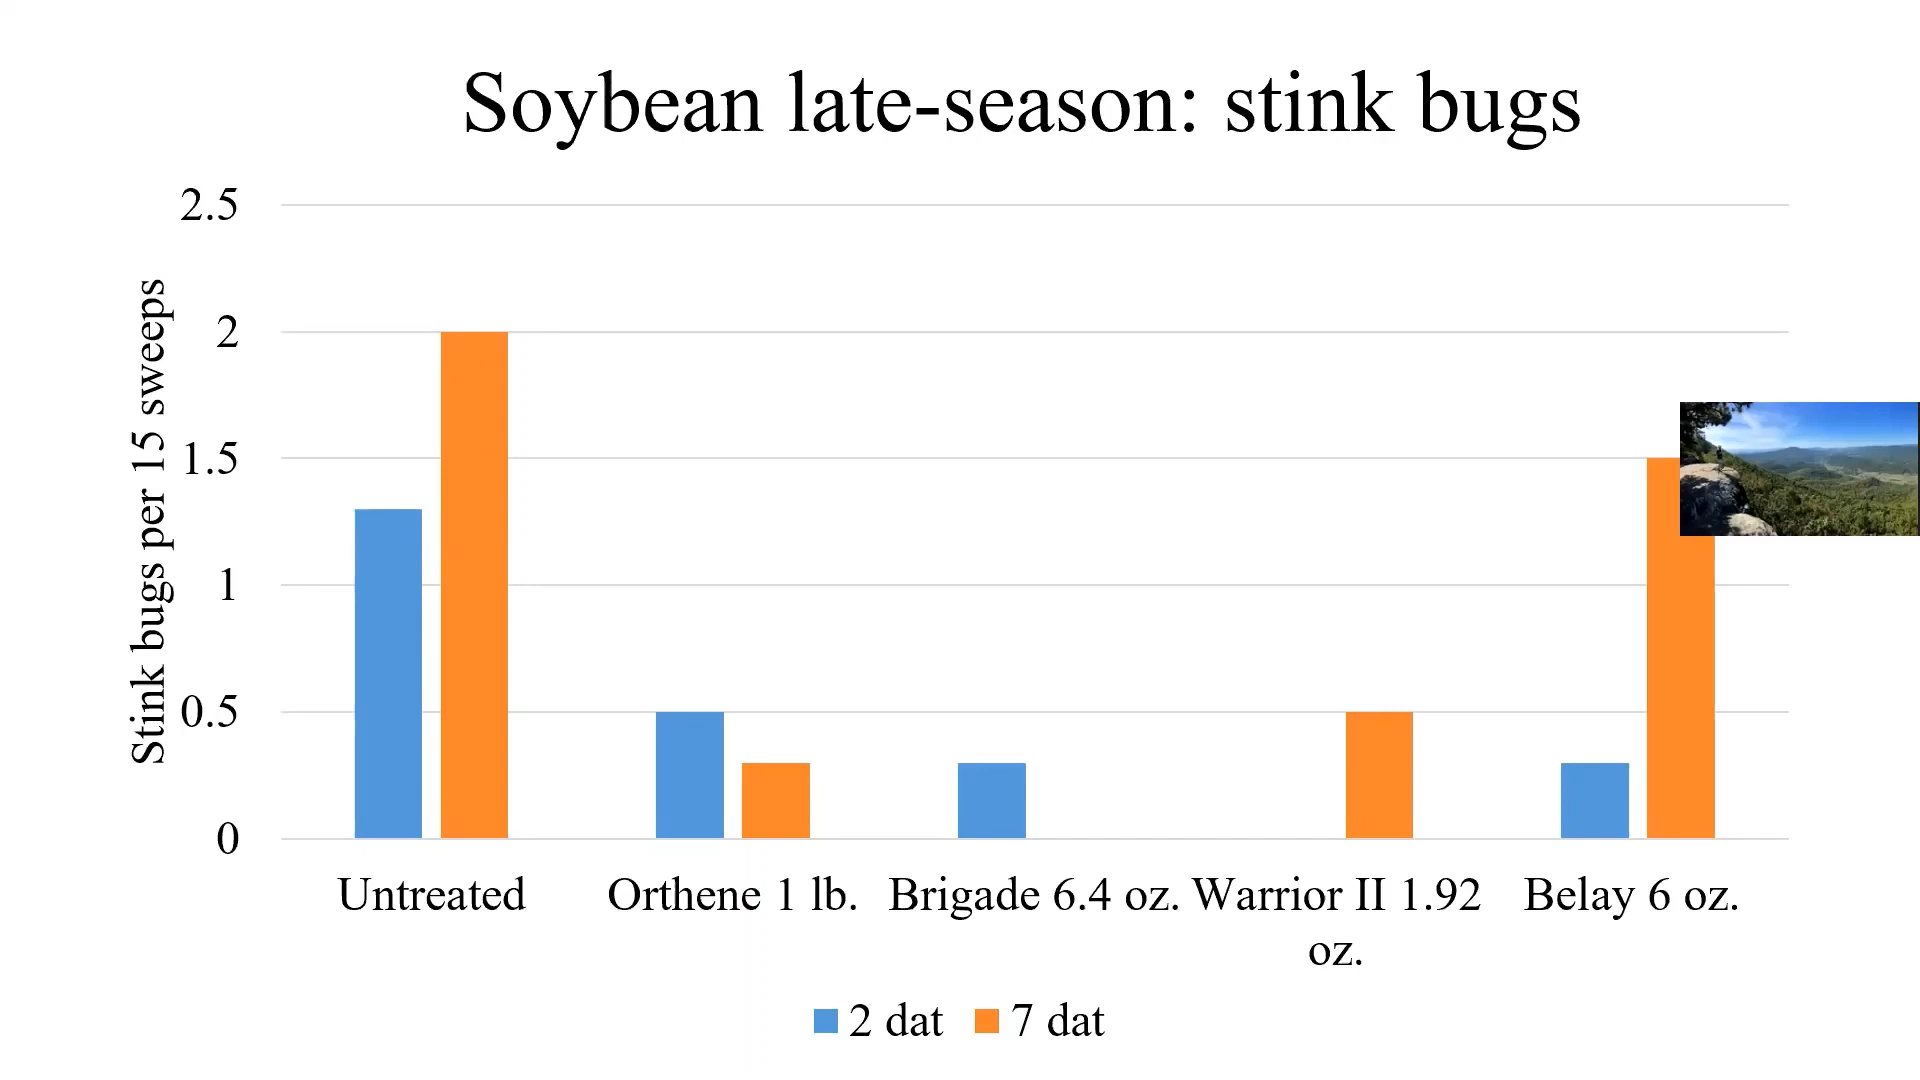 Soybean late-season: stink bugs
Stink bugs per 15 sweeps
2.5
2
1.5
1
0.5
0
Untreated
Orthene 1 lb.
Brigade 6.4 oz.
Warrior II 1.92
oz.
Belay 6 oz.
2 dat
7 dat